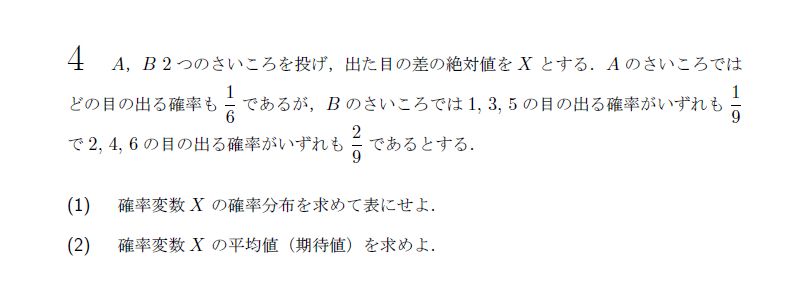 4 A，B 2 つのさいころを投げ，出た目の差の絶対値を X とする．A のさいころでは
どの目の出る確率も 1/6 であるが，B のさいころでは 1, 3, 5 の目の出る確率がいずれも 1/9
で 2, 4, 6 の目の出る確率がいずれも 2/9 であるとする．
(1) 確率変数 X の確率分布を求めて表にせよ．
(2) 確率変数 X の平均値（期待値）を求めよ．